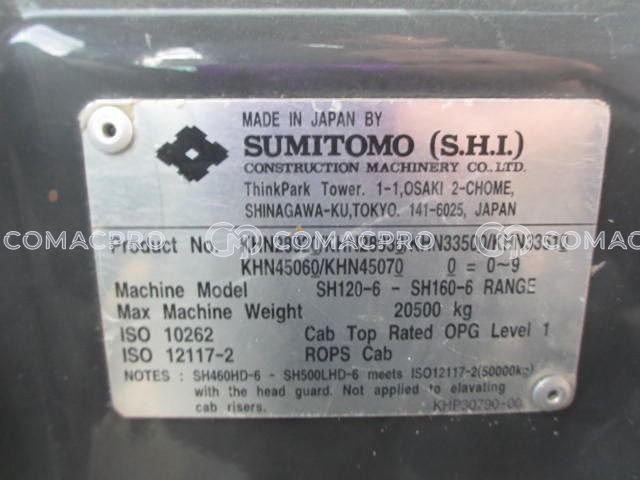 MADE IN JAPAN BY
SUMITOMO (S.H.I.)
CONSTRUCTION MACHINERY CO., LTD.
ThinkPark Tower. 1-1,OSAKI 2-CHOME,
SHINAGAWA-KU,TOKYO. 141-6025, JAPAN
COMACPRO COMACPRO COMACPRO
Product No.
KHN45060/KHN45070 0 = 0~9
Machine Model SH120-6 - SH160-6 RANGE
Max Machine Weight 20500 kg
ISO 10262 Cab Top Rated OPG Level 1
ISO 12117-2 ROPS Cab
NOTES : SH460HD-6 - SH500LHD-6 meets ISO12117-2(50000kg)
with the head guard. Not applied to elavating
cab risers. KHP30790-00
COMACPRO COMACPRO COMACPRO